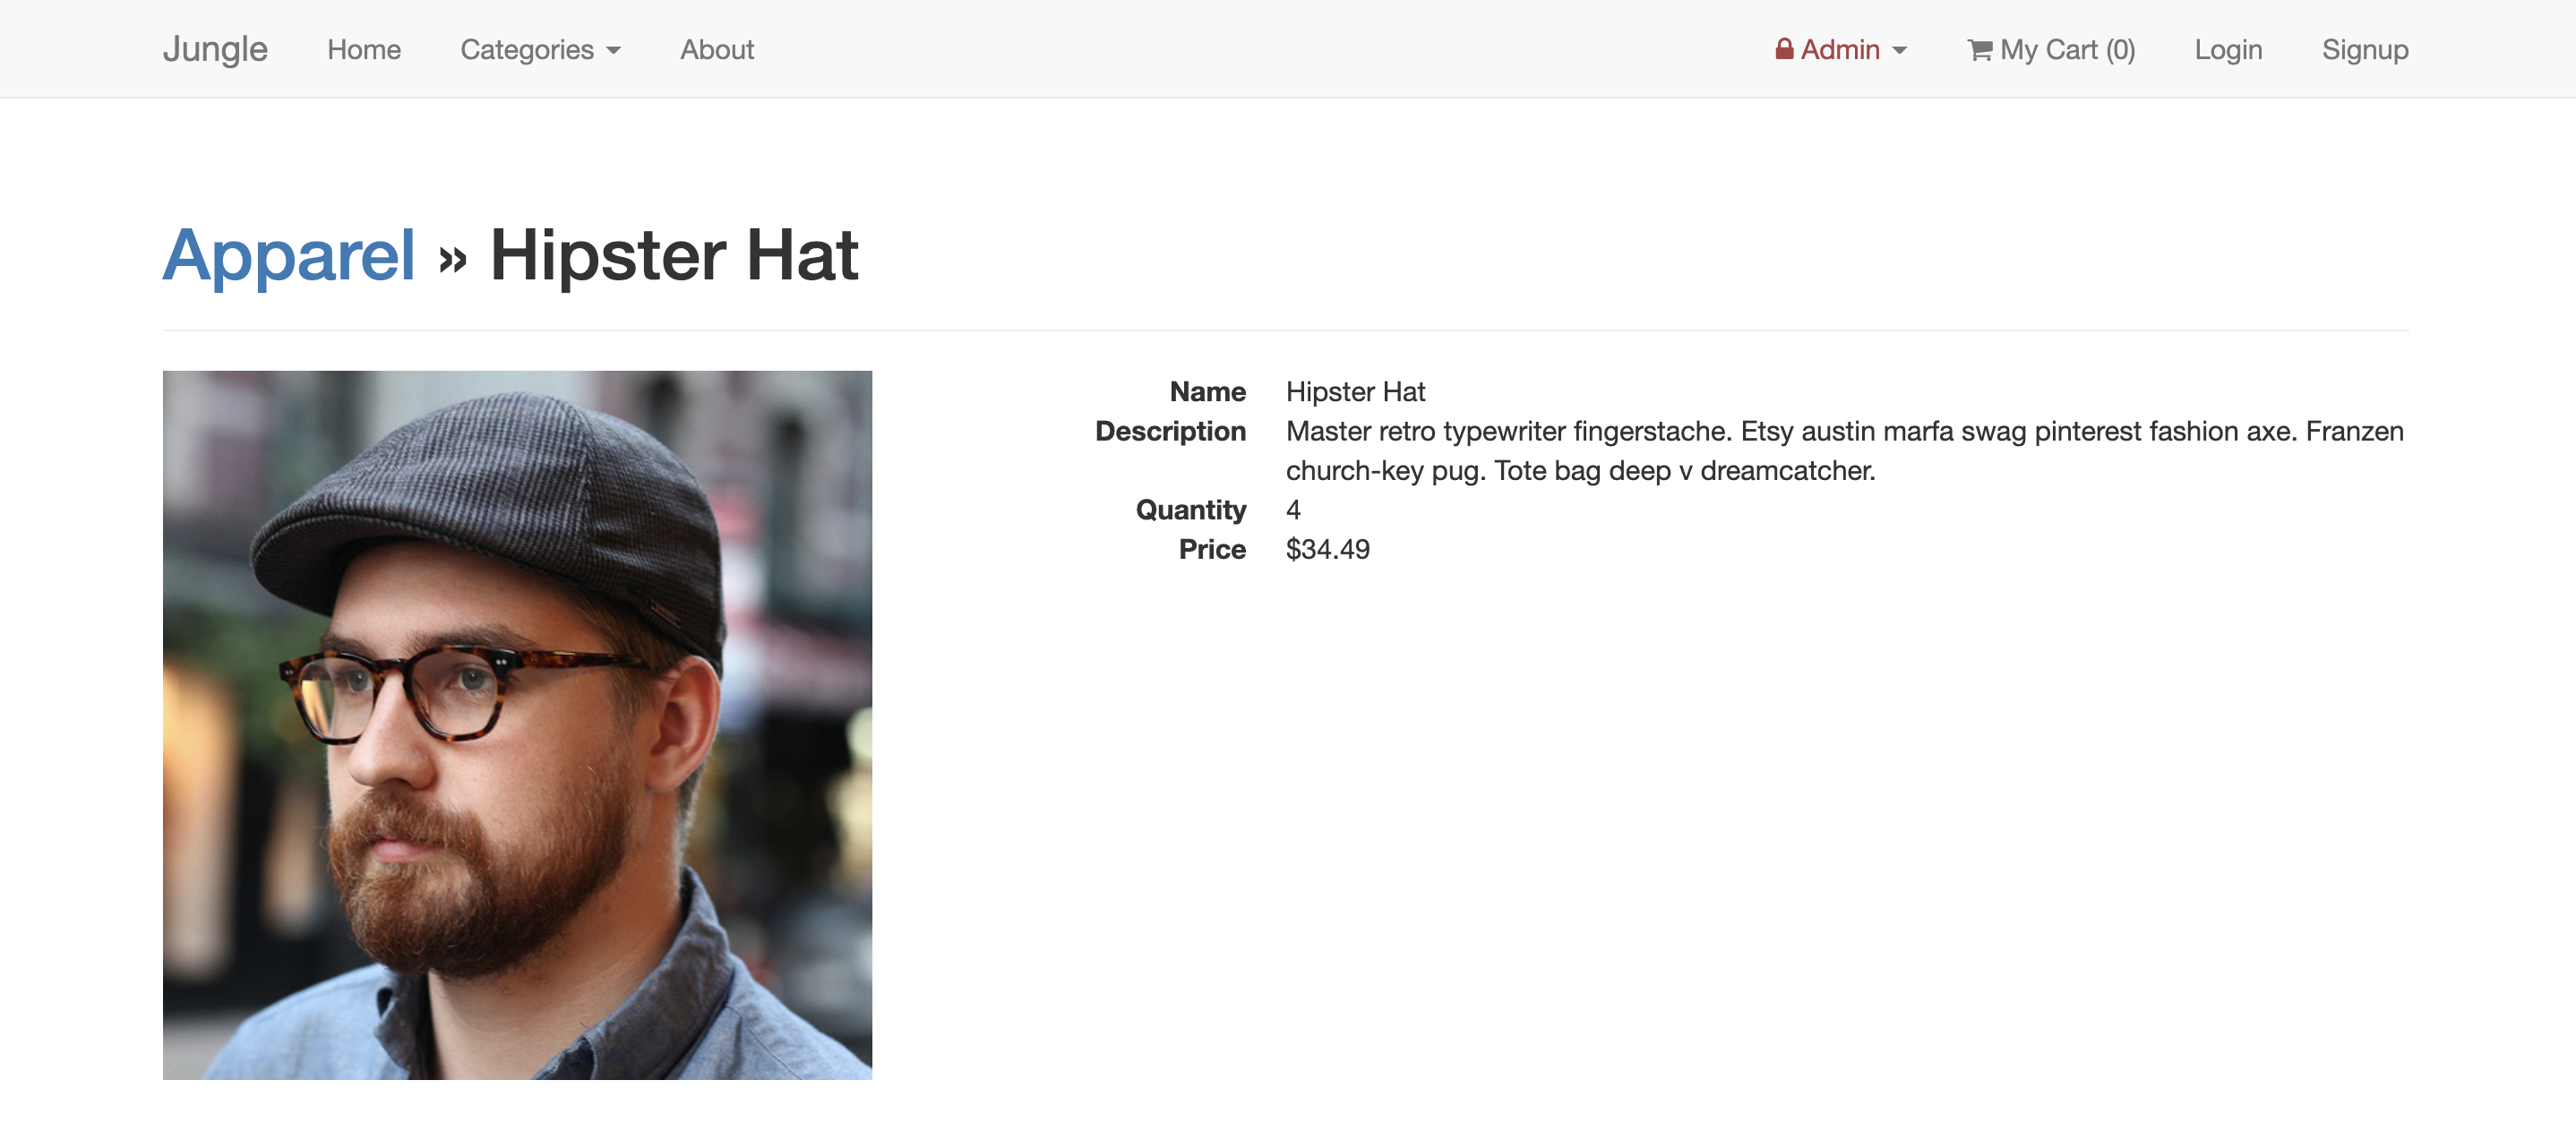 Jungle Home Categories About Admin My Cart (0) Login Signup
Apparel » Hipster Hat
Name Hipster Hat
Description Master retro typewriter fingerstache. Etsy austin marfa swag pinterest fashion axe. Franzen
church-key pug. Tote bag deep v dreamcatcher.
Quantity 4
Price $34.49